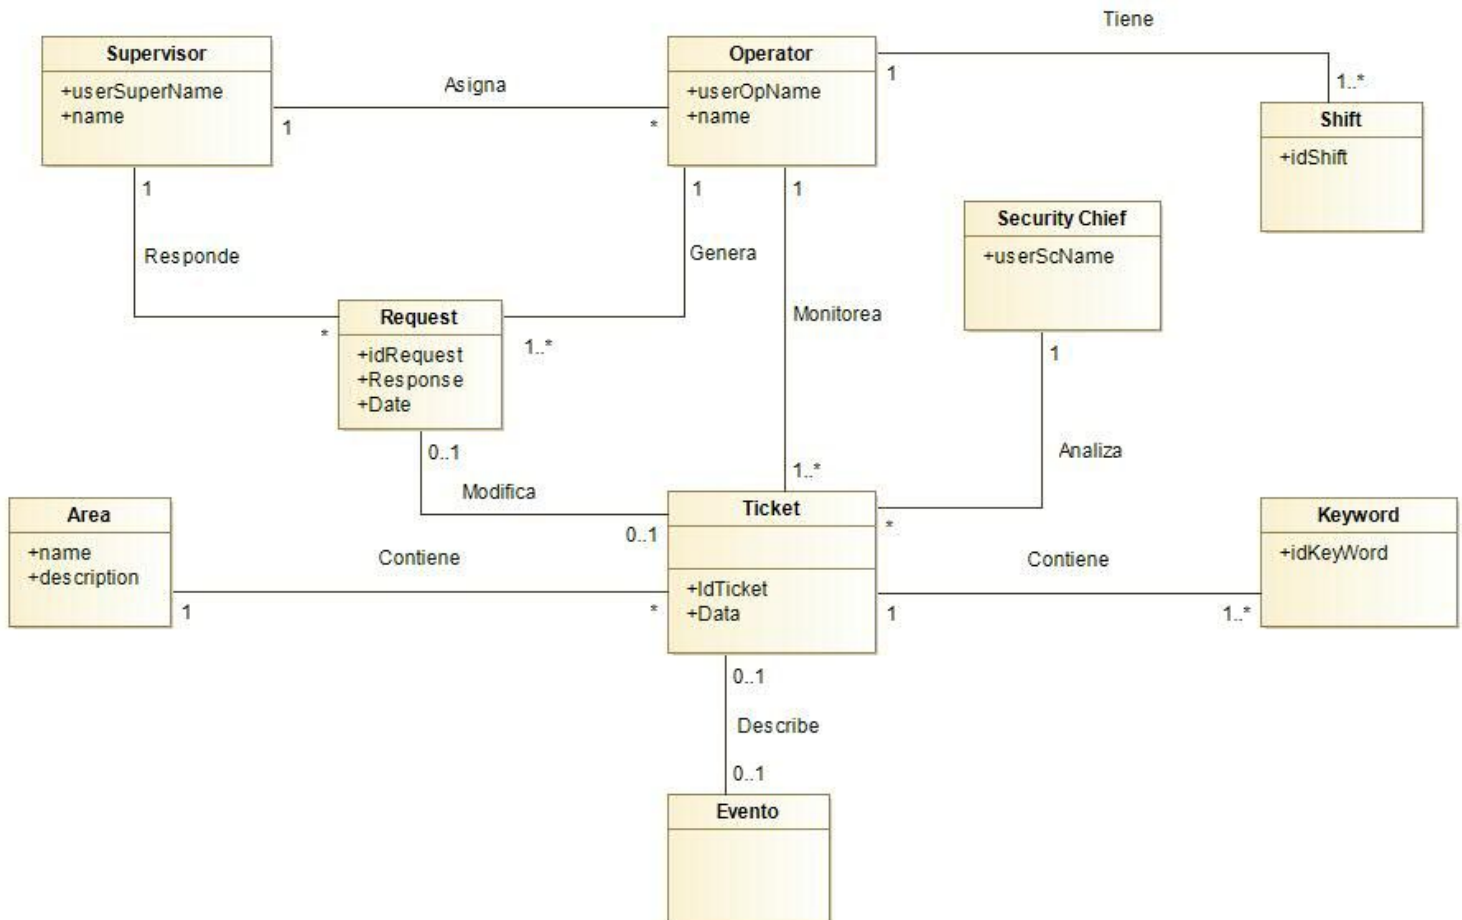 Tiene
Supervisor
+userSuperName
+name
1
Asigna
*
Operator
+userOpName
+name
1
1..*
Shift
+idShift
1
Responde
*
1
Genera
1..*
1
Monitorea
1..*
Security Chief
+userScName
1
Analiza
*
Request
+idRequest
+Response
+Date
0..1
Modifica
0..1
Area
+name
+description
1
Contiene
*
Ticket
+IdTicket
+Data
1
Contiene
1..*
Keyword
+idKeyWord
0..1
Describe
0..1
Evento